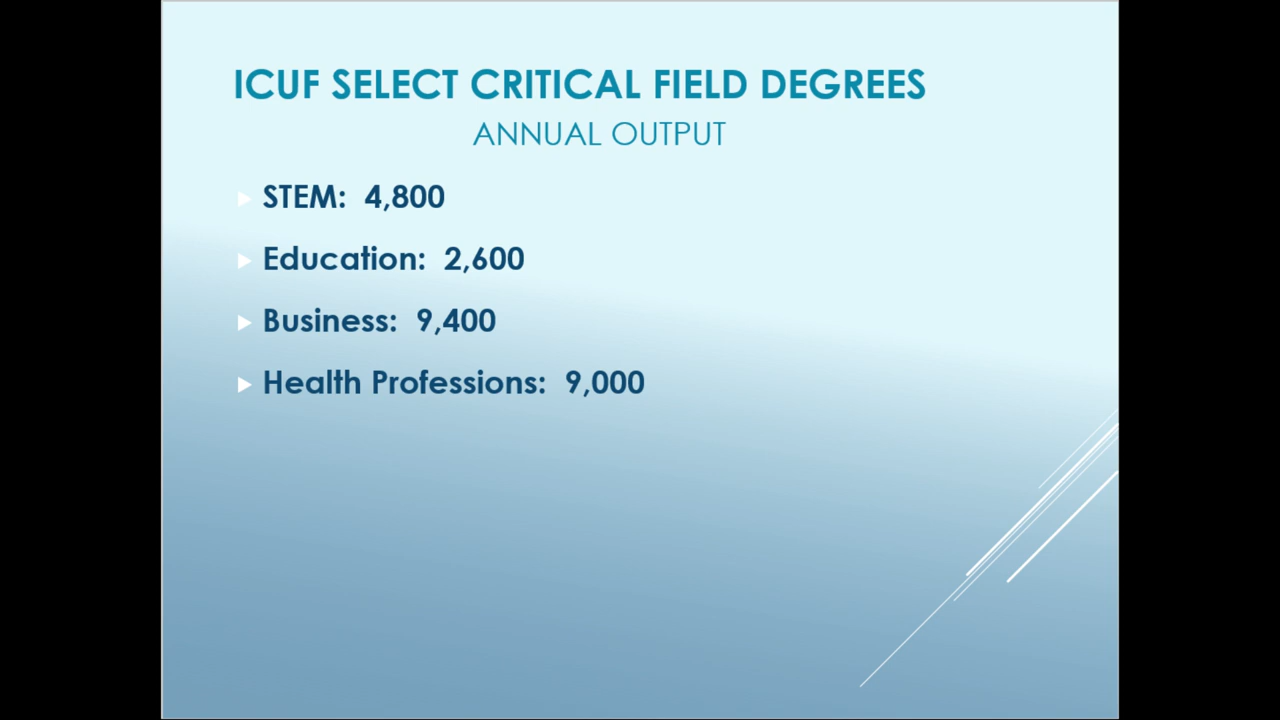 ICUF SELECT CRITICAL FIELD DEGREES
ANNUAL OUTPUT
STEM: 4,800
Education: 2,600
Business: 9,400
Health Professions: 9,000